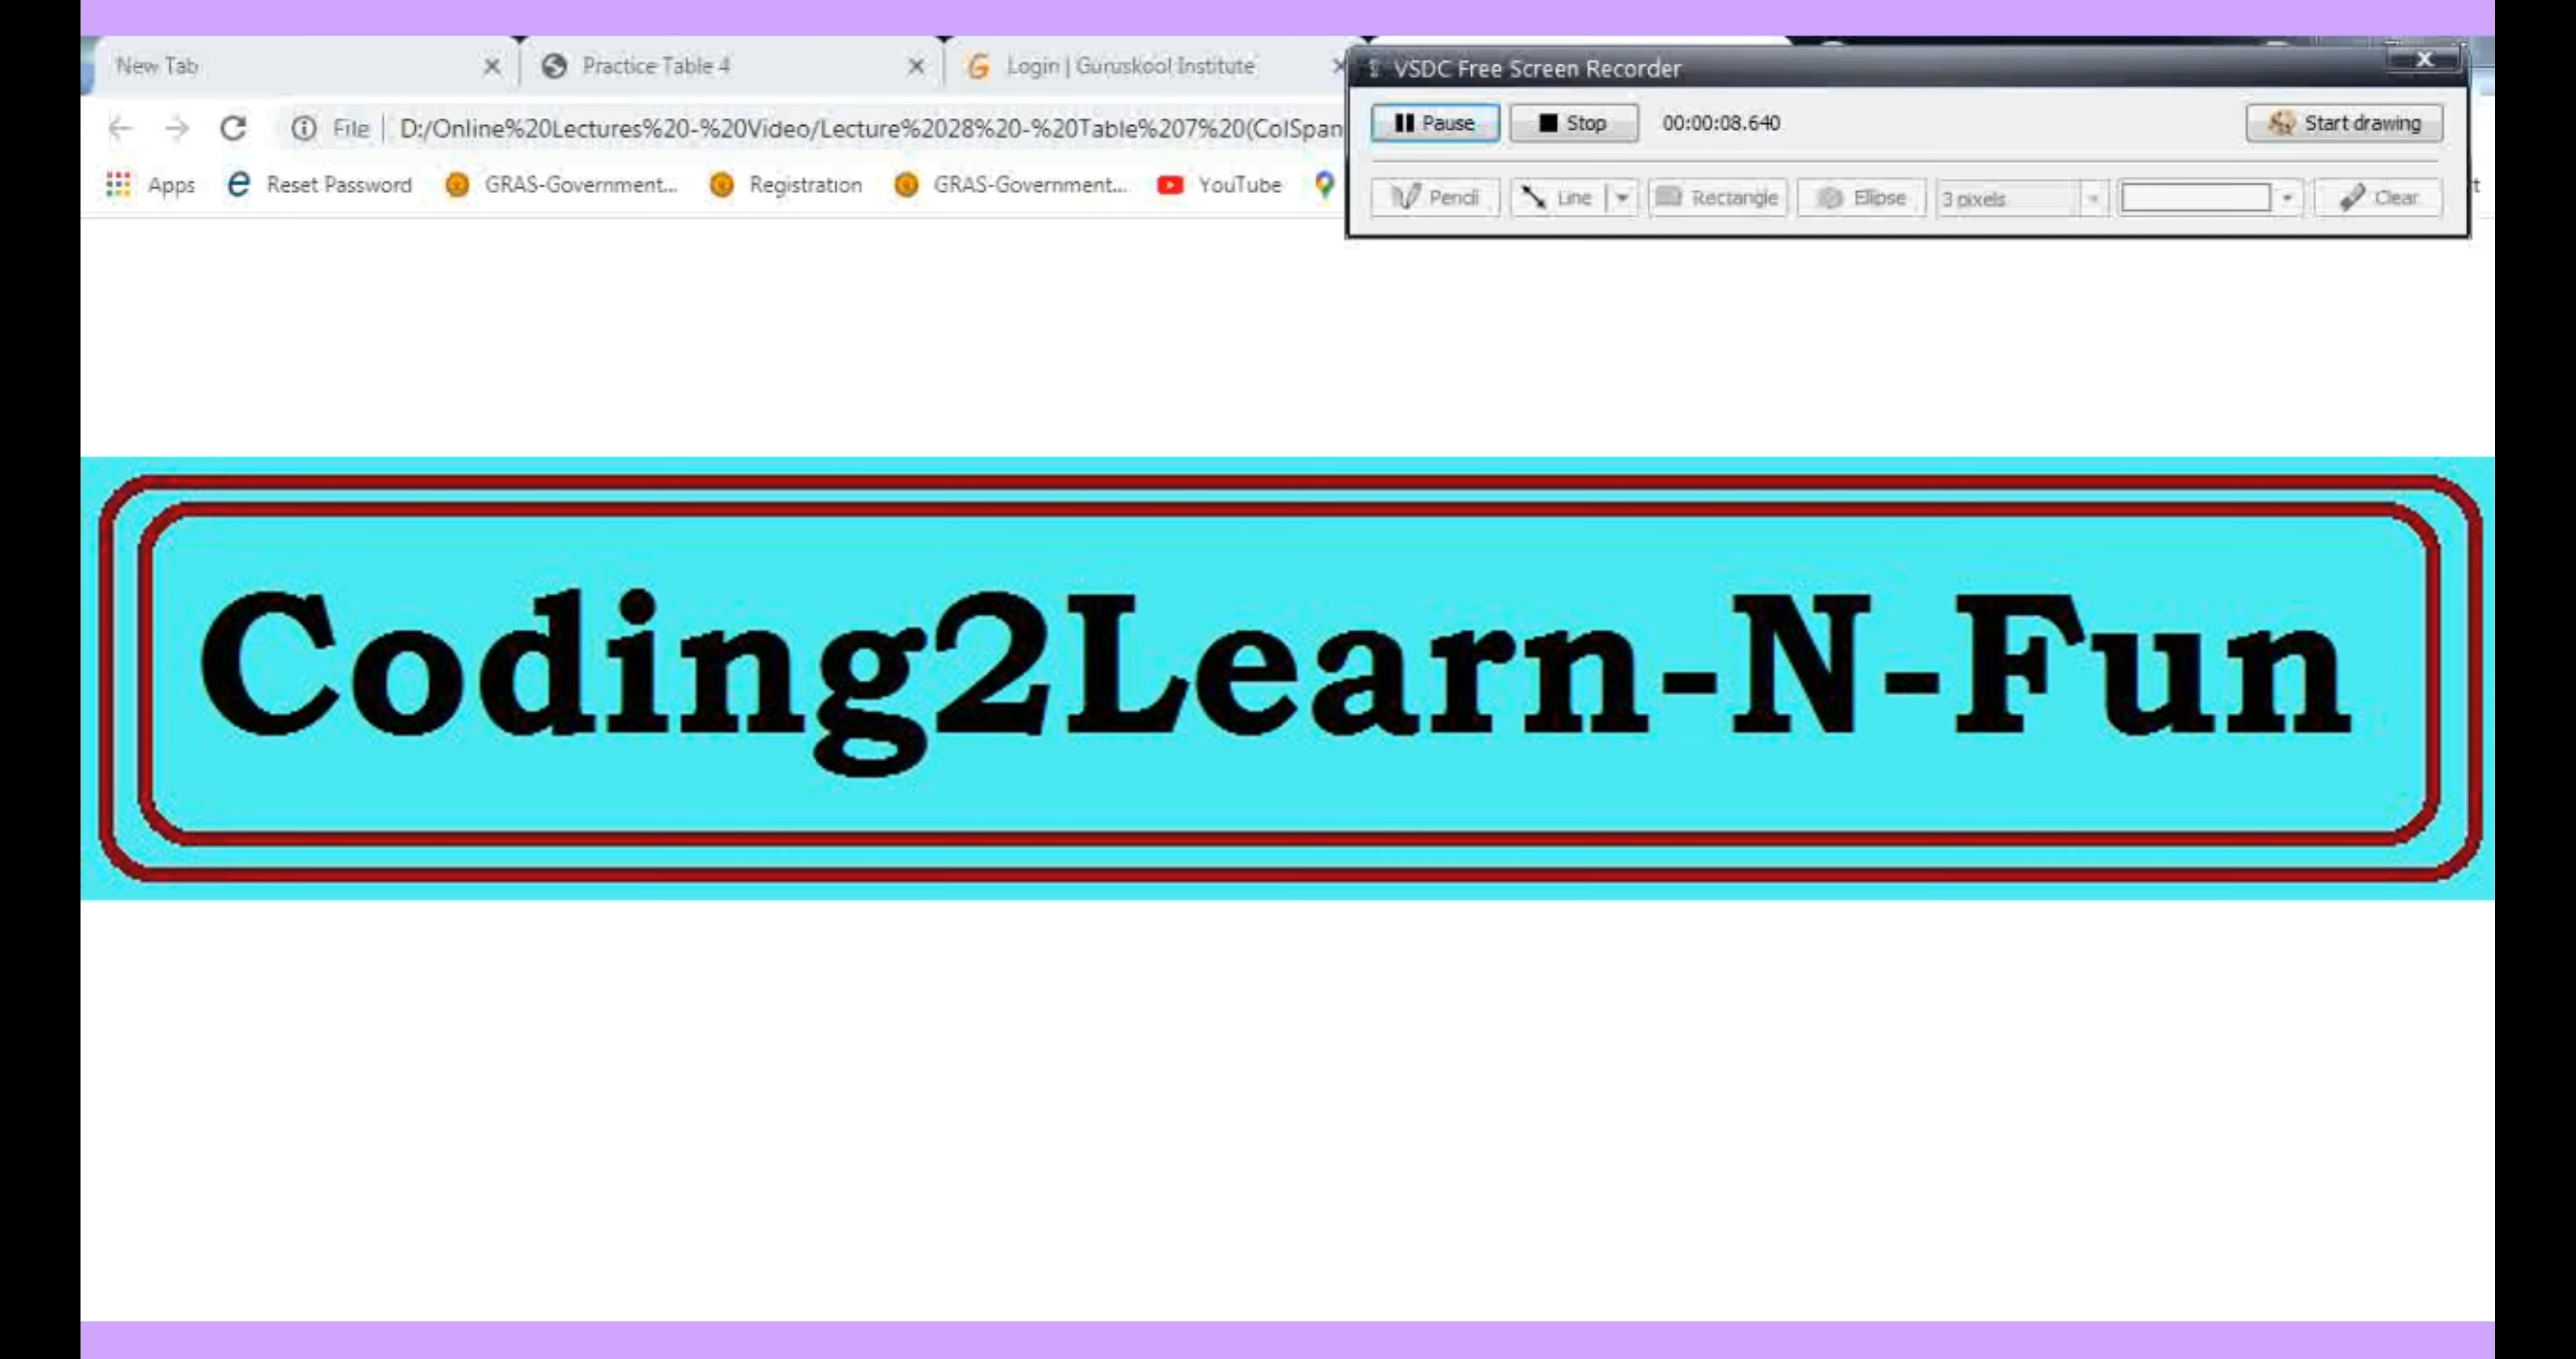 New Tab
Practice Table 4
Login | Guruskool Institute
VSDC Free Screen Recorder
File | D:/Online%20Lectures%20-%20Video/Lecture%2028%20-%20Table%207%20(ColSpan
Pause Stop 00:00:08.640 Start drawing
Apps Reset Password GRAS-Government... Registration GRAS-Government... YouTube
Pencil Line Rectangle Ellipse 3 pixels Clear
Coding2Learn-N-Fun